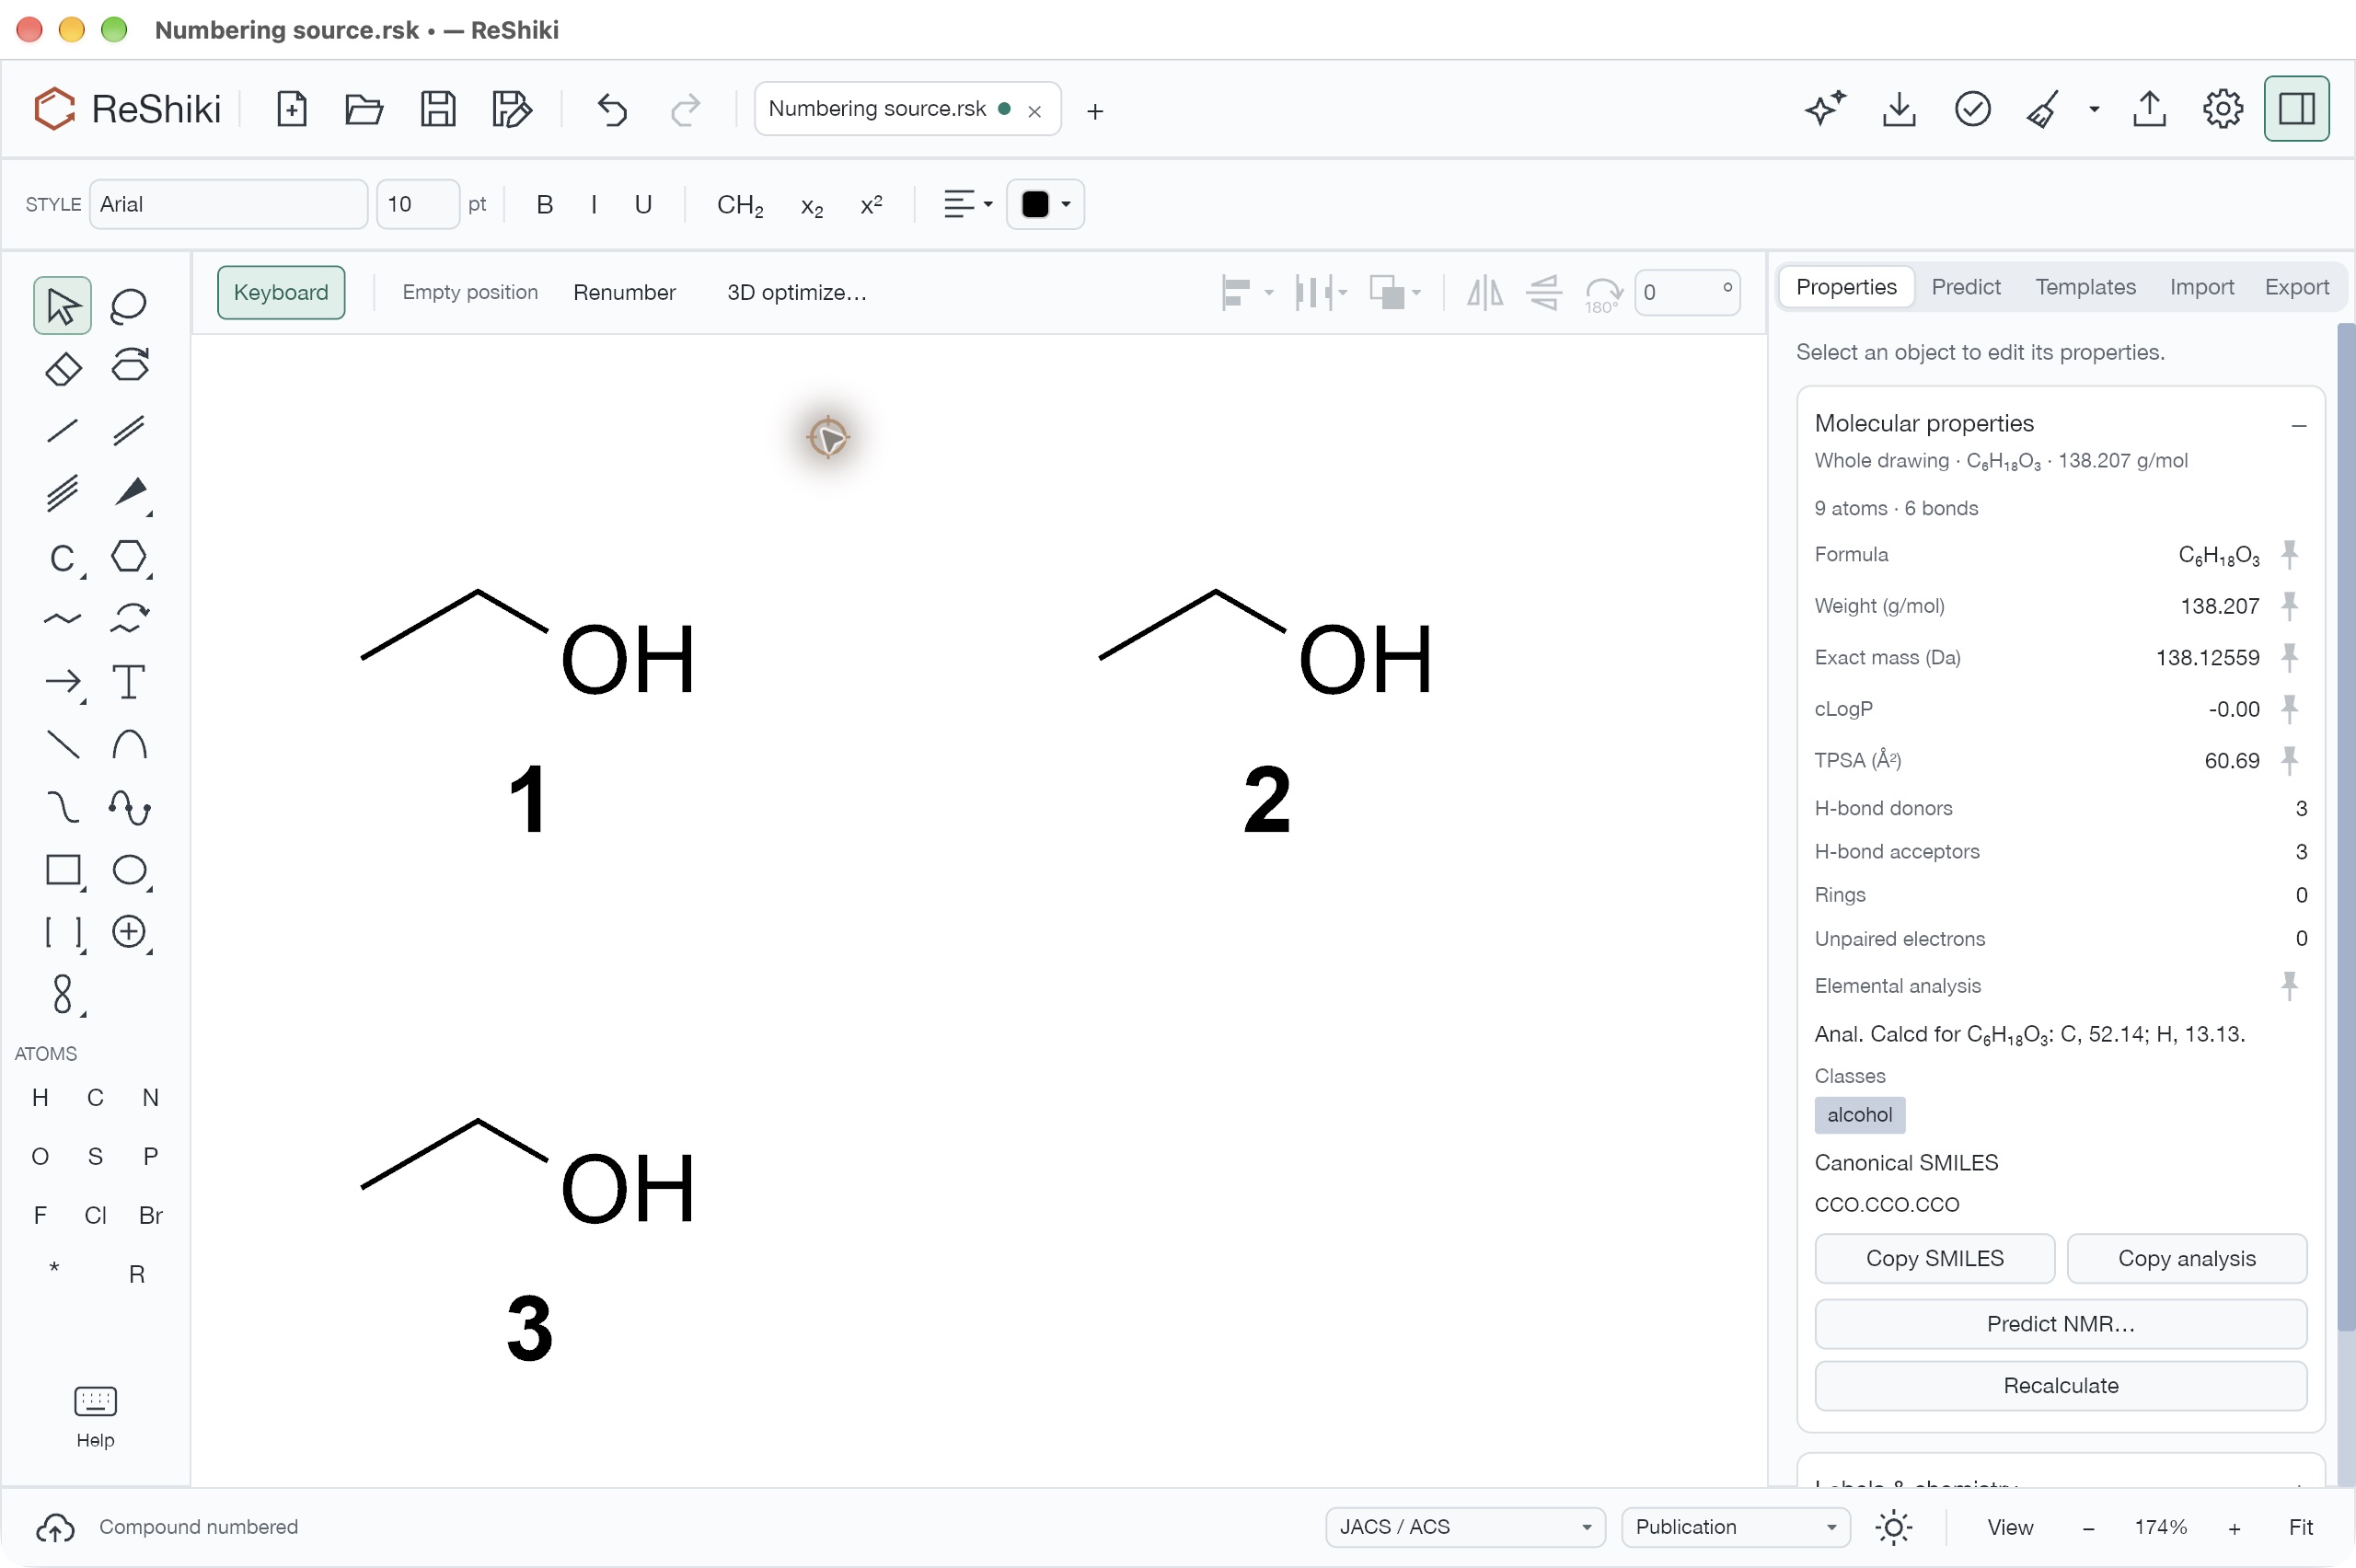 Numbering source.rsk • — ReShiki
ReShiki
Numbering source.rsk
STYLE Arial 10 pt B I U CH₂ x₂ x²
Keyboard Empty position Renumber 3D optimize... 180° 0 °
Properties Predict Templates Import Export
Select an object to edit its properties.
Molecular properties
Whole drawing · C₆H₁₈O₃ · 138.207 g/mol
9 atoms · 6 bonds
Formula C₆H₁₈O₃
Weight (g/mol) 138.207
Exact mass (Da) 138.12559
cLogP -0.00
TPSA (Å²) 60.69
H-bond donors 3
H-bond acceptors 3
Rings 0
Unpaired electrons 0
Elemental analysis
Anal. Calcd for C₆H₁₈O₃: C, 52.14; H, 13.13.
Classes
alcohol
Canonical SMILES
CCO.CCO.CCO
Copy SMILES Copy analysis
Predict NMR...
Recalculate
C
T
ATOMS
H C N
O S P
F Cl Br
* R
Help
OH
1
OH
2
OH
3
Compound numbered
JACS / ACS Publication View – 174% + Fit